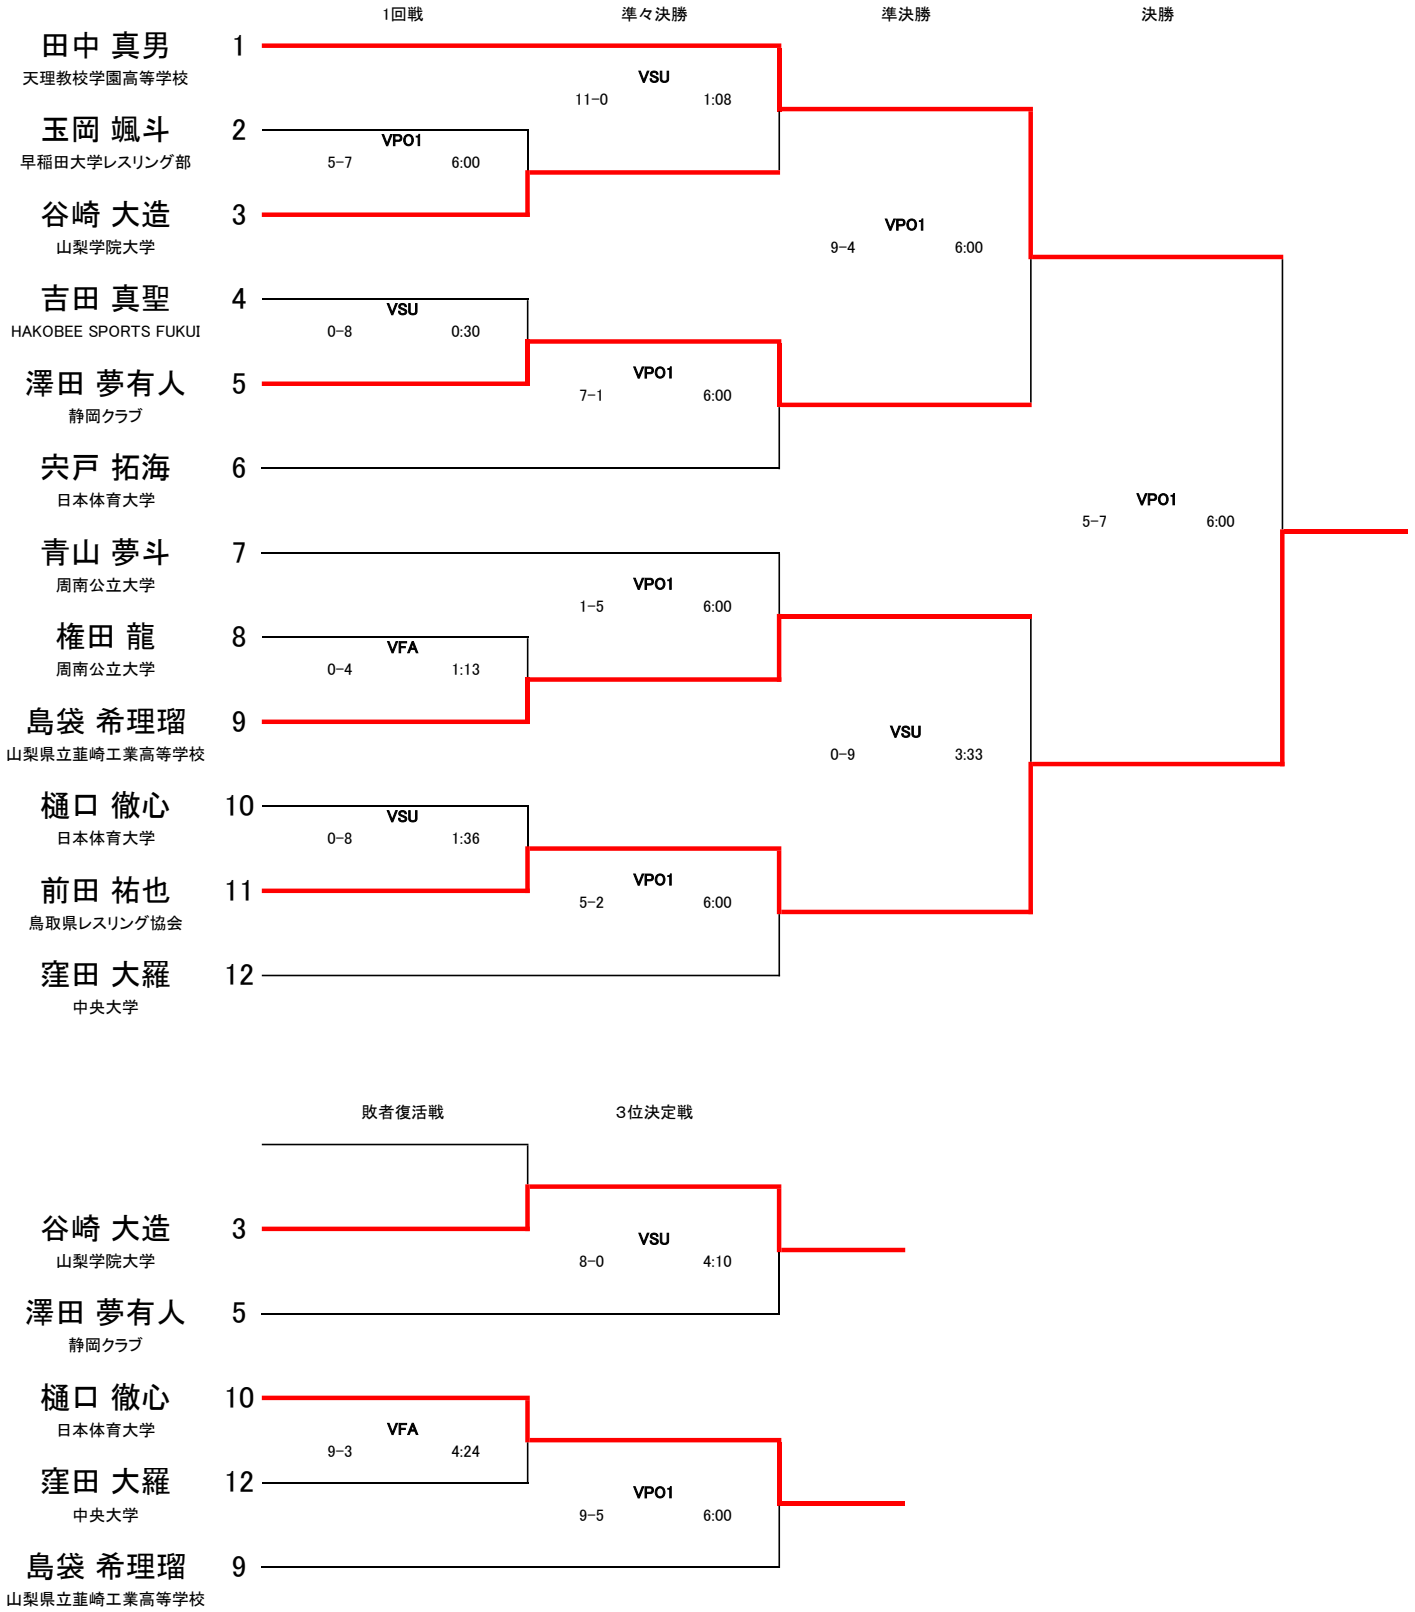 1回戦 準々決勝 準決勝 決勝
田中 真男 1
天理教校学園高等学校
VSU
11-0 1:08
玉岡 颯斗 2
早稲田大学レスリング部
VPO1
5-7 6:00
谷崎 大造 3
山梨学院大学
VPO1
9-4 6:00
吉田 真聖 4
HAKOBEE SPORTS FUKUI
VSU
0-8 0:30
澤田 夢有人 5
静岡クラブ
VPO1
7-1 6:00
宍戸 拓海 6
日本体育大学
VPO1
5-7 6:00
青山 夢斗 7
周南公立大学
VPO1
1-5 6:00
権田 龍 8
周南公立大学
VFA
0-4 1:13
島袋 希理瑠 9
山梨県立韮崎工業高等学校
VSU
0-9 3:33
樋口 徹心 10
日本体育大学
VSU
0-8 1:36
前田 祐也 11
鳥取県レスリング協会
VPO1
5-2 6:00
窪田 大羅 12
中央大学
敗者復活戦 3位決定戦
谷崎 大造 3
山梨学院大学
VSU
8-0 4:10
澤田 夢有人 5
静岡クラブ
樋口 徹心 10
日本体育大学
VFA
9-3 4:24
窪田 大羅 12
中央大学
VPO1
9-5 6:00
島袋 希理瑠 9
山梨県立韮崎工業高等学校